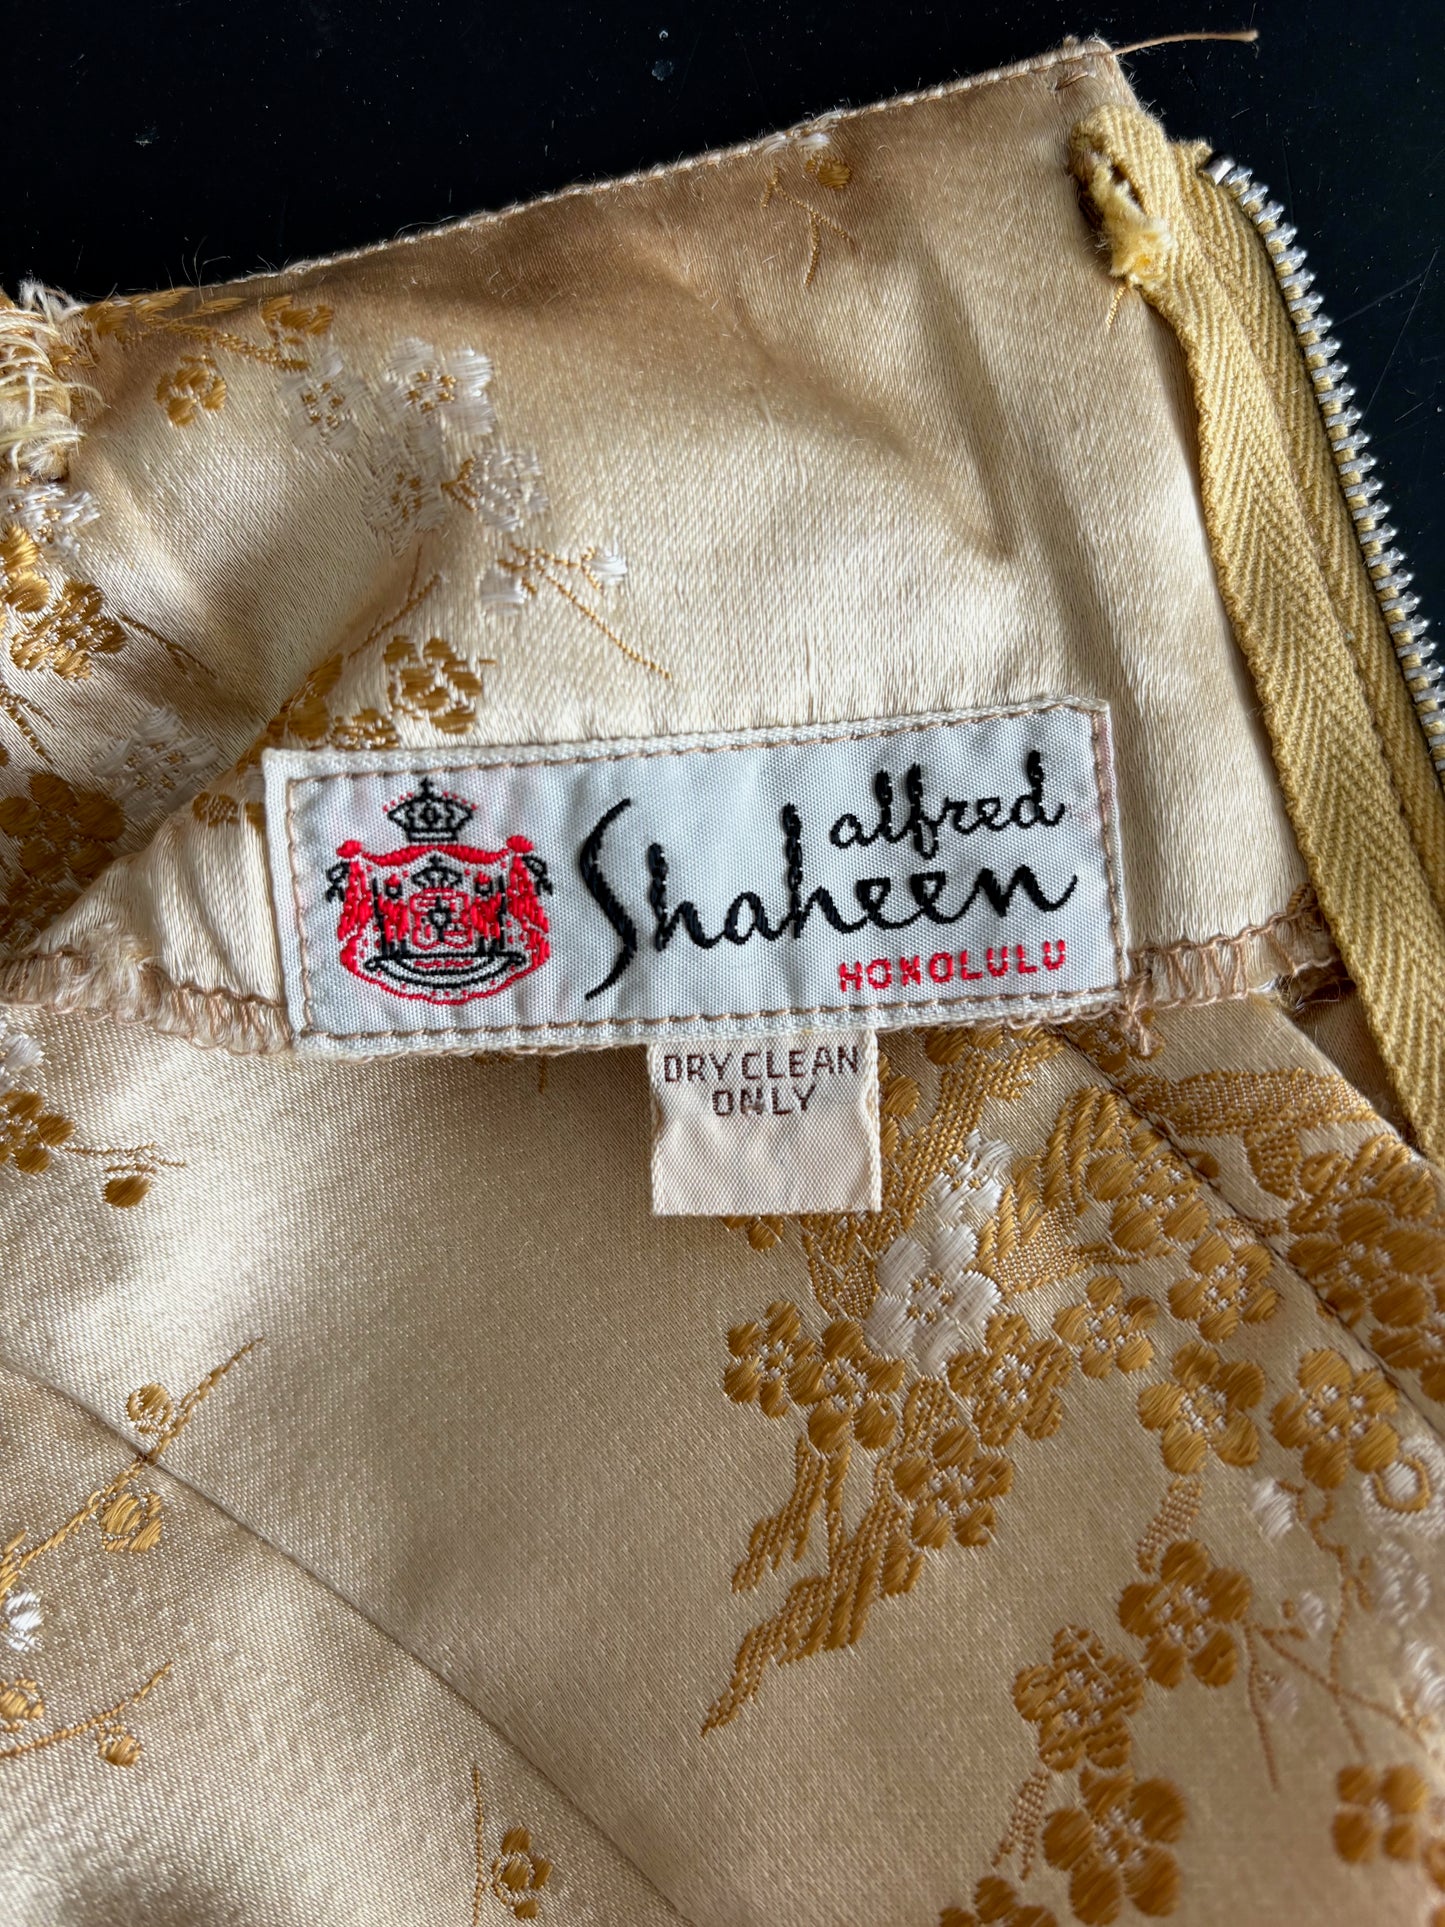 alfred
Shaheen
HONOLULU
DRY CLEAN
ONLY